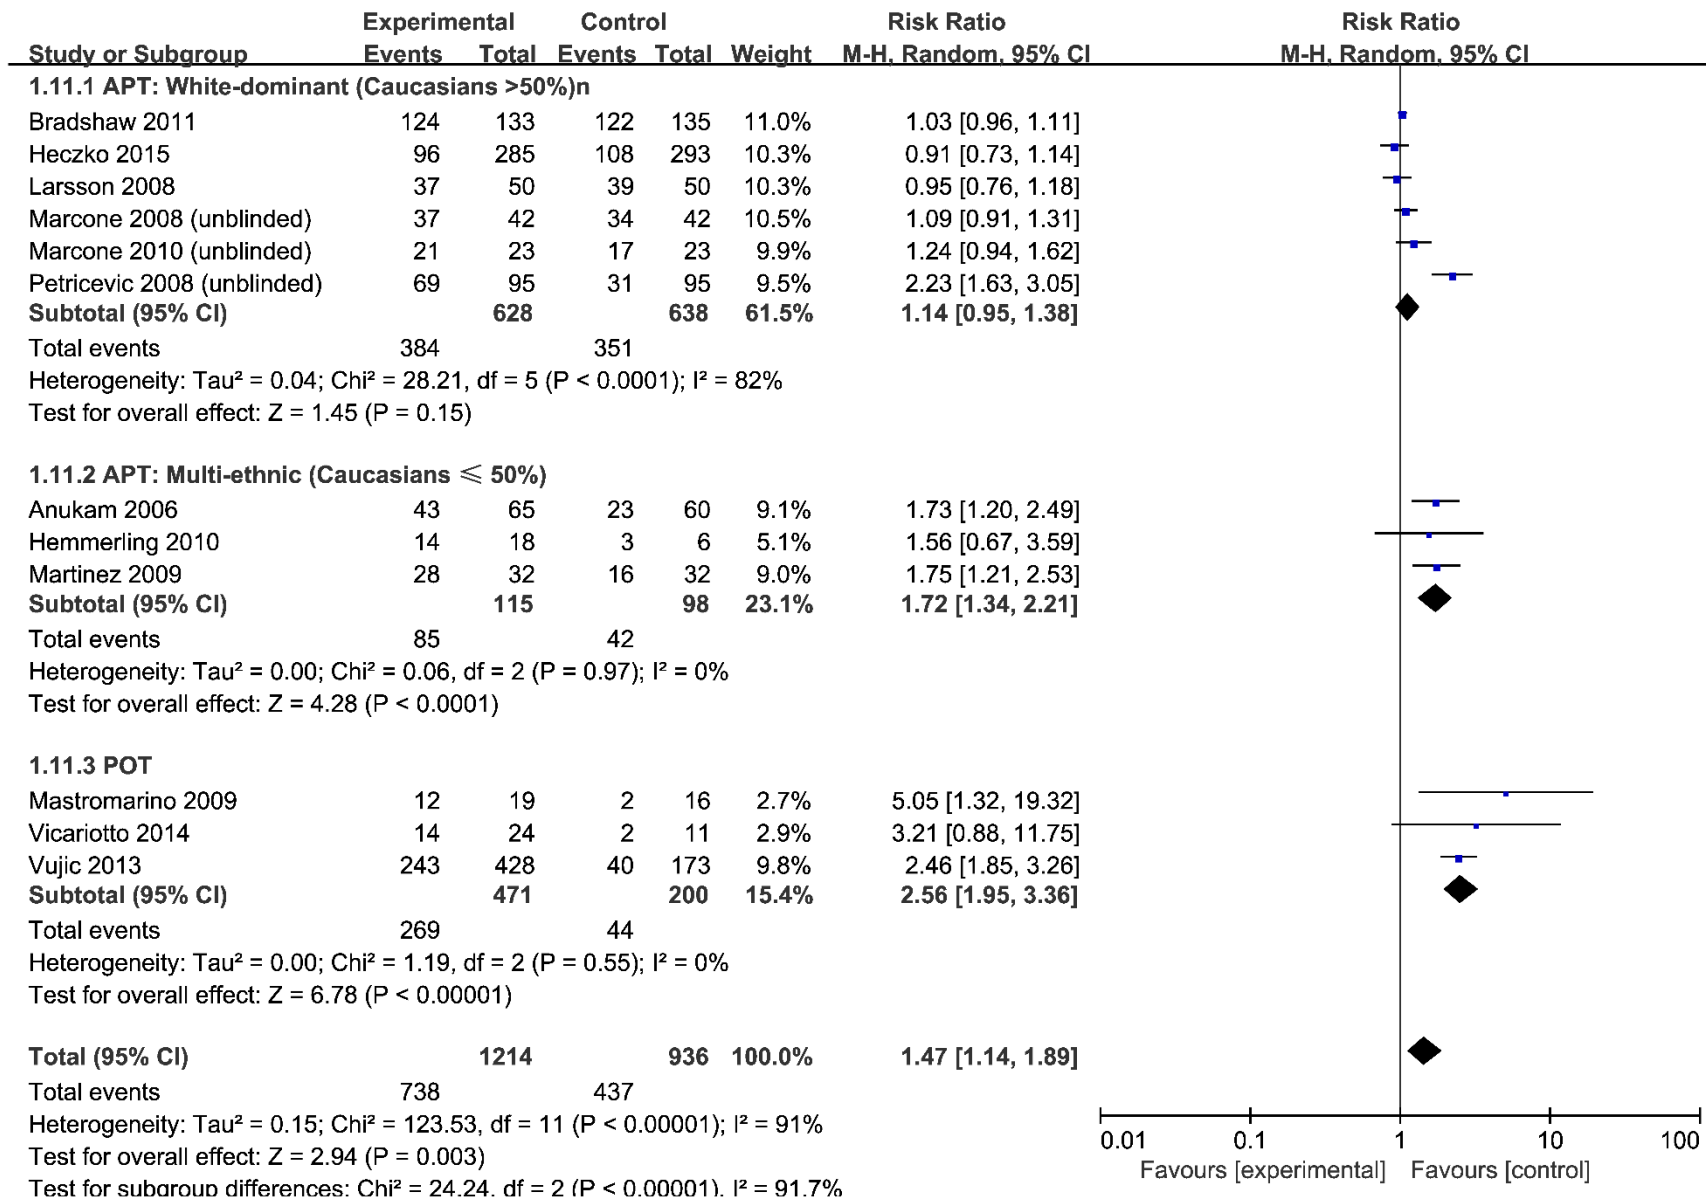 Experimental Control Risk Ratio Risk Ratio
Study or Subgroup Events Total Events Total Weight M-H, Random, 95% CI M-H, Random, 95% CI
1.11.1 APT: White-dominant (Caucasians >50%)n
Bradshaw 2011 124 133 122 135 11.0% 1.03 [0.96, 1.11]
Heczko 2015 96 285 108 293 10.3% 0.91 [0.73, 1.14]
Larsson 2008 37 50 39 50 10.3% 0.95 [0.76, 1.18]
Marcone 2008 (unblinded) 37 42 34 42 10.5% 1.09 [0.91, 1.31]
Marcone 2010 (unblinded) 21 23 17 23 9.9% 1.24 [0.94, 1.62]
Petricevic 2008 (unblinded) 69 95 31 95 9.5% 2.23 [1.63, 3.05]
Subtotal (95% CI) 628 638 61.5% 1.14 [0.95, 1.38]
Total events 384 351
Heterogeneity: Tau² = 0.04; Chi² = 28.21, df = 5 (P < 0.0001); I² = 82%
Test for overall effect: Z = 1.45 (P = 0.15)
1.11.2 APT: Multi-ethnic (Caucasians ≤ 50%)
Anukam 2006 43 65 23 60 9.1% 1.73 [1.20, 2.49]
Hemmerling 2010 14 18 3 6 5.1% 1.56 [0.67, 3.59]
Martinez 2009 28 32 16 32 9.0% 1.75 [1.21, 2.53]
Subtotal (95% CI) 115 98 23.1% 1.72 [1.34, 2.21]
Total events 85 42
Heterogeneity: Tau² = 0.00; Chi² = 0.06, df = 2 (P = 0.97); I² = 0%
Test for overall effect: Z = 4.28 (P < 0.0001)
1.11.3 POT
Mastromarino 2009 12 19 2 16 2.7% 5.05 [1.32, 19.32]
Vicariotto 2014 14 24 2 11 2.9% 3.21 [0.88, 11.75]
Vujic 2013 243 428 40 173 9.8% 2.46 [1.85, 3.26]
Subtotal (95% CI) 471 200 15.4% 2.56 [1.95, 3.36]
Total events 269 44
Heterogeneity: Tau² = 0.00; Chi² = 1.19, df = 2 (P = 0.55); I² = 0%
Test for overall effect: Z = 6.78 (P < 0.00001)
Total (95% CI) 1214 936 100.0% 1.47 [1.14, 1.89]
Total events 738 437
Heterogeneity: Tau² = 0.15; Chi² = 123.53, df = 11 (P < 0.00001); I² = 91%
0.01 0.1 1 10 100
Test for overall effect: Z = 2.94 (P = 0.003)
Favours [experimental] Favours [control]
Test for subgroup differences: Chi² = 24.24, df = 2 (P < 0.00001), I² = 91.7%